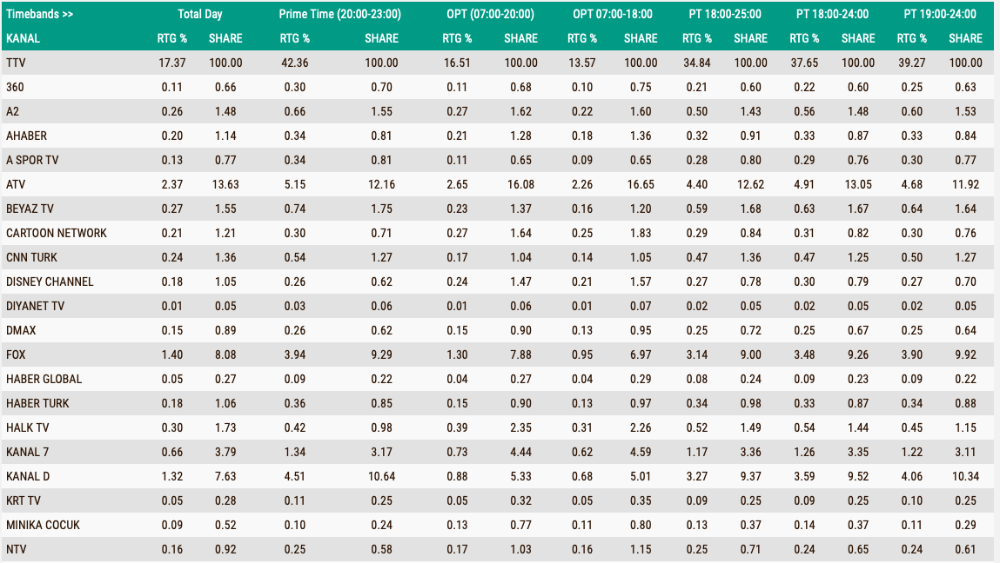 Timebands >> Total Day Prime Time (20:00-23:00) OPT (07:00-20:00) OPT 07:00-18:00 PT 18:00-25:00 PT 18:00-24:00 PT 19:00-24:00
KANAL RTG % SHARE RTG % SHARE RTG % SHARE RTG % SHARE RTG % SHARE RTG % SHARE RTG % SHARE
TTV 17.37 100.00 42.36 100.00 16.51 100.00 13.57 100.00 34.84 100.00 37.65 100.00 39.27 100.00
360 0.11 0.66 0.30 0.70 0.11 0.68 0.10 0.75 0.21 0.60 0.22 0.60 0.25 0.63
A2 0.26 1.48 0.66 1.55 0.27 1.62 0.22 1.60 0.50 1.43 0.56 1.48 0.60 1.53
AHABER 0.20 1.14 0.34 0.81 0.21 1.28 0.18 1.36 0.32 0.91 0.33 0.87 0.33 0.84
A SPOR TV 0.13 0.77 0.34 0.81 0.11 0.65 0.09 0.65 0.28 0.80 0.29 0.76 0.30 0.77
ATV 2.37 13.63 5.15 12.16 2.65 16.08 2.26 16.65 4.40 12.62 4.91 13.05 4.68 11.92
BEYAZ TV 0.27 1.55 0.74 1.75 0.23 1.37 0.16 1.20 0.59 1.68 0.63 1.67 0.64 1.64
CARTOON NETWORK 0.21 1.21 0.30 0.71 0.27 1.64 0.25 1.83 0.29 0.84 0.31 0.82 0.30 0.76
CNN TURK 0.24 1.36 0.54 1.27 0.17 1.04 0.14 1.05 0.47 1.36 0.47 1.25 0.50 1.27
DISNEY CHANNEL 0.18 1.05 0.26 0.62 0.24 1.47 0.21 1.57 0.27 0.78 0.30 0.79 0.27 0.70
DIYANET TV 0.01 0.05 0.03 0.06 0.01 0.06 0.01 0.07 0.02 0.05 0.02 0.05 0.02 0.05
DMAX 0.15 0.89 0.26 0.62 0.15 0.90 0.13 0.95 0.25 0.72 0.25 0.67 0.25 0.64
FOX 1.40 8.08 3.94 9.29 1.30 7.88 0.95 6.97 3.14 9.00 3.48 9.26 3.90 9.92
HABER GLOBAL 0.05 0.27 0.09 0.22 0.04 0.27 0.04 0.29 0.08 0.24 0.09 0.23 0.09 0.22
HABER TURK 0.18 1.06 0.36 0.85 0.15 0.90 0.13 0.97 0.34 0.98 0.33 0.87 0.34 0.88
HALK TV 0.30 1.73 0.42 0.98 0.39 2.35 0.31 2.26 0.52 1.49 0.54 1.44 0.45 1.15
KANAL 7 0.66 3.79 1.34 3.17 0.73 4.44 0.62 4.59 1.17 3.36 1.26 3.35 1.22 3.11
KANAL D 1.32 7.63 4.51 10.64 0.88 5.33 0.68 5.01 3.27 9.37 3.59 9.52 4.06 10.34
KRT TV 0.05 0.28 0.11 0.25 0.05 0.32 0.05 0.35 0.09 0.25 0.09 0.25 0.10 0.25
MINIKA COCUK 0.09 0.52 0.10 0.24 0.13 0.77 0.11 0.80 0.13 0.37 0.14 0.37 0.11 0.29
NTV 0.16 0.92 0.25 0.58 0.17 1.03 0.16 1.15 0.25 0.71 0.24 0.65 0.24 0.61